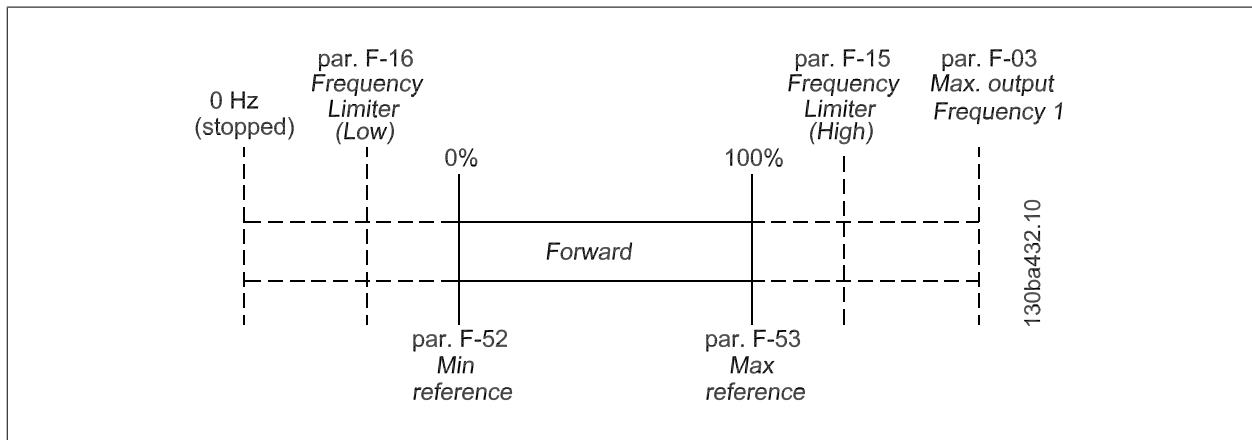 0 Hz
(stopped)
par. F-16
Frequency
Limiter
(Low)
0%
100%
par. F-15
Frequency
Limiter
(High)
par. F-03
Max. output
Frequency 1
Forward
par. F-52
Min
reference
par. F-53
Max
reference
130ba432.10